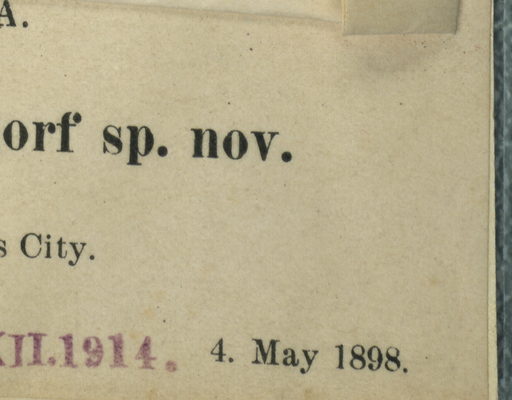 A.
orf sp. nov.
s City.
XII.1914. 4. May 1898.